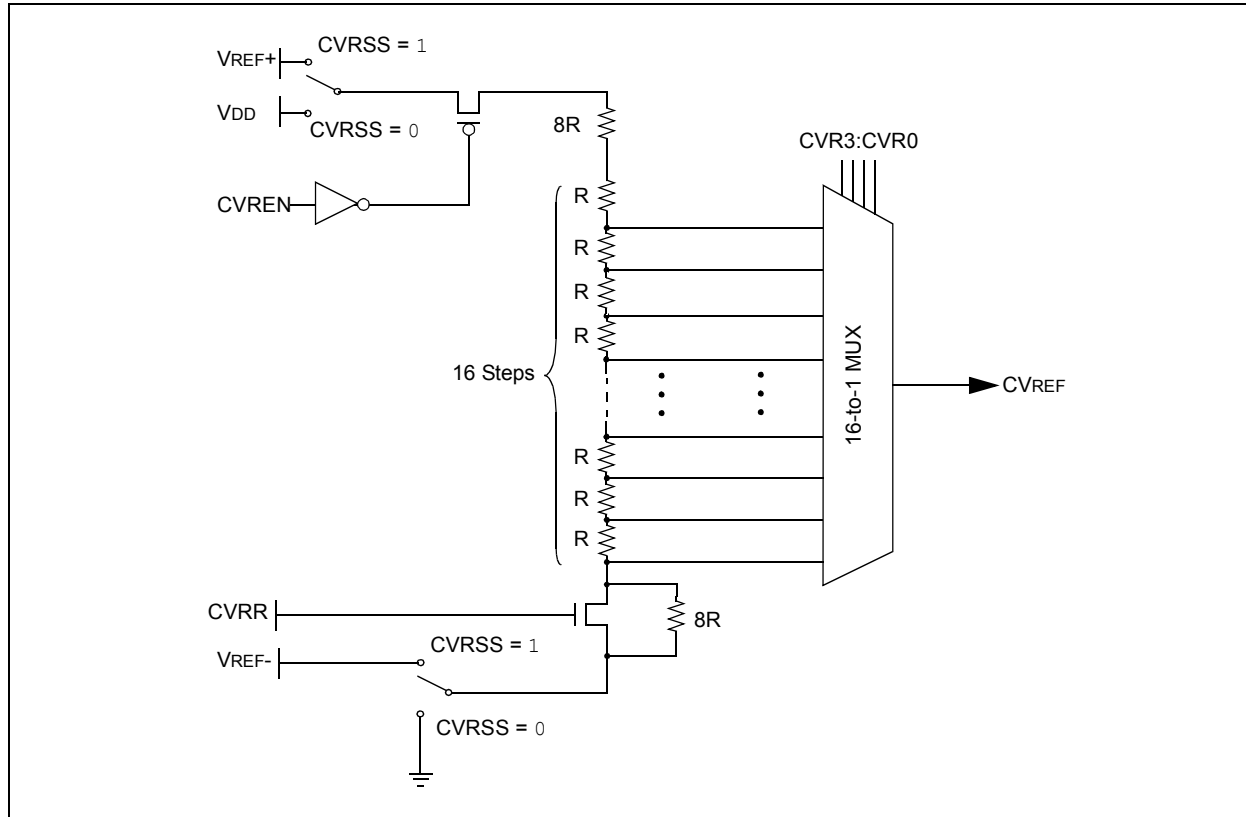 CVRSS = 1
VREF+
VDD
CVRSS = 0
8R
CVR3:CVR0
CVREN
R
R
R
R
16 Steps
16-to-1 MUX
CVREF
R
R
R
CVRR
8R
CVRSS = 1
VREF-
CVRSS = 0